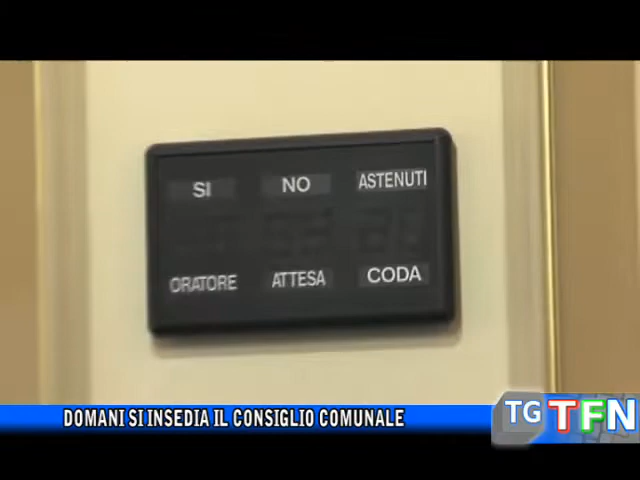 SI NO ASTENUTI
ORATORE ATTESA CODA
DOMANI SI INSEDIA IL CONSIGLIO COMUNALE
TG TFN